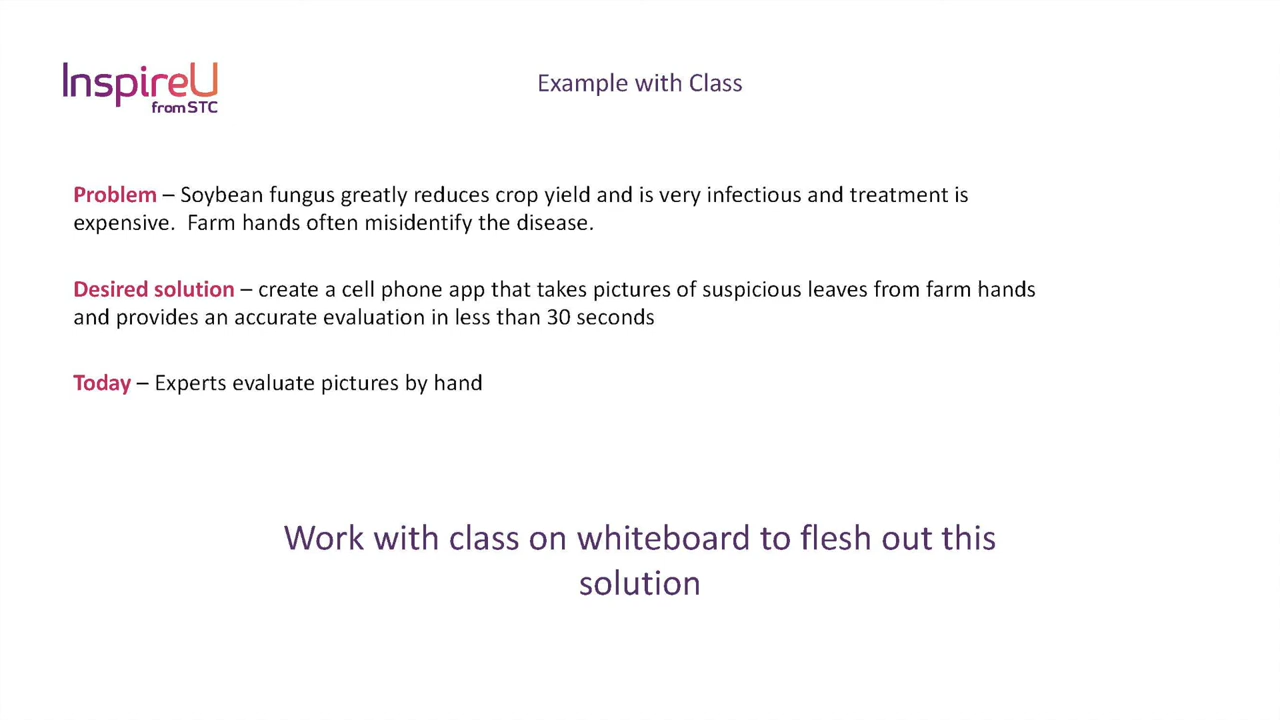 InspireU
from STC
Example with Class
Problem – Soybean fungus greatly reduces crop yield and is very infectious and treatment is
expensive.  Farm hands often misidentify the disease.
Desired solution – create a cell phone app that takes pictures of suspicious leaves from farm hands
and provides an accurate evaluation in less than 30 seconds
Today – Experts evaluate pictures by hand
Work with class on whiteboard to flesh out this
solution